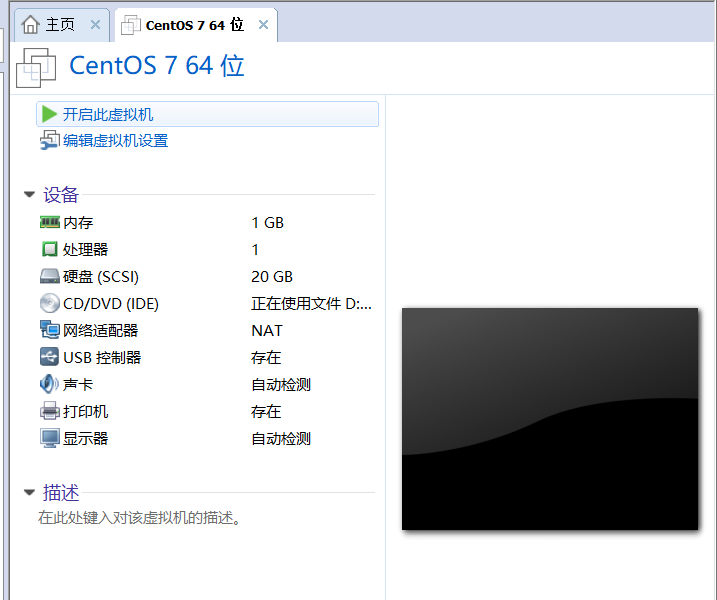 主页
CentOS 7 64 位
CentOS 7 64 位
开启此虚拟机
编辑虚拟机设置
设备
内存 1 GB
处理器 1
硬盘 (SCSI) 20 GB
CD/DVD (IDE) 正在使用文件 D:...
网络适配器 NAT
USB 控制器 存在
声卡 自动检测
打印机 存在
显示器 自动检测
描述
在此处键入对该虚拟机的描述。